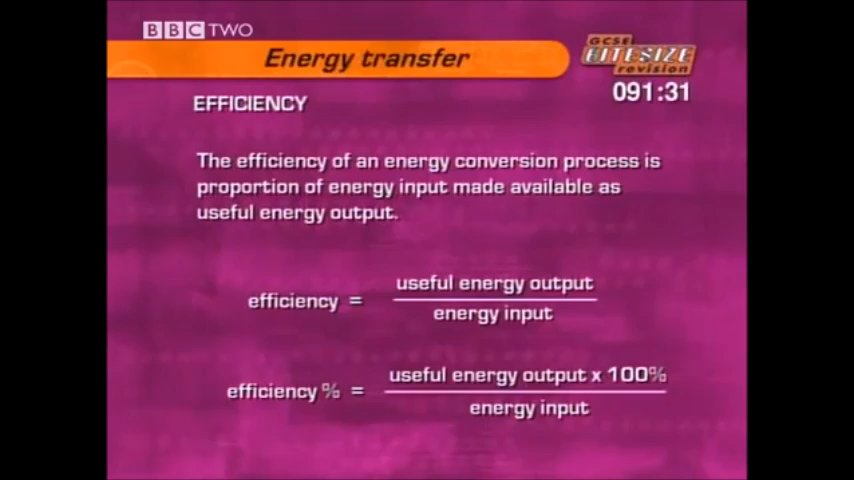 BBC TWO
Energy transfer
GCSE
BITESIZE
revision
091:31
EFFICIENCY
The efficiency of an energy conversion process is
proportion of energy input made available as
useful energy output.
efficiency = useful energy output
energy input
efficiency % = useful energy output x 100%
energy input